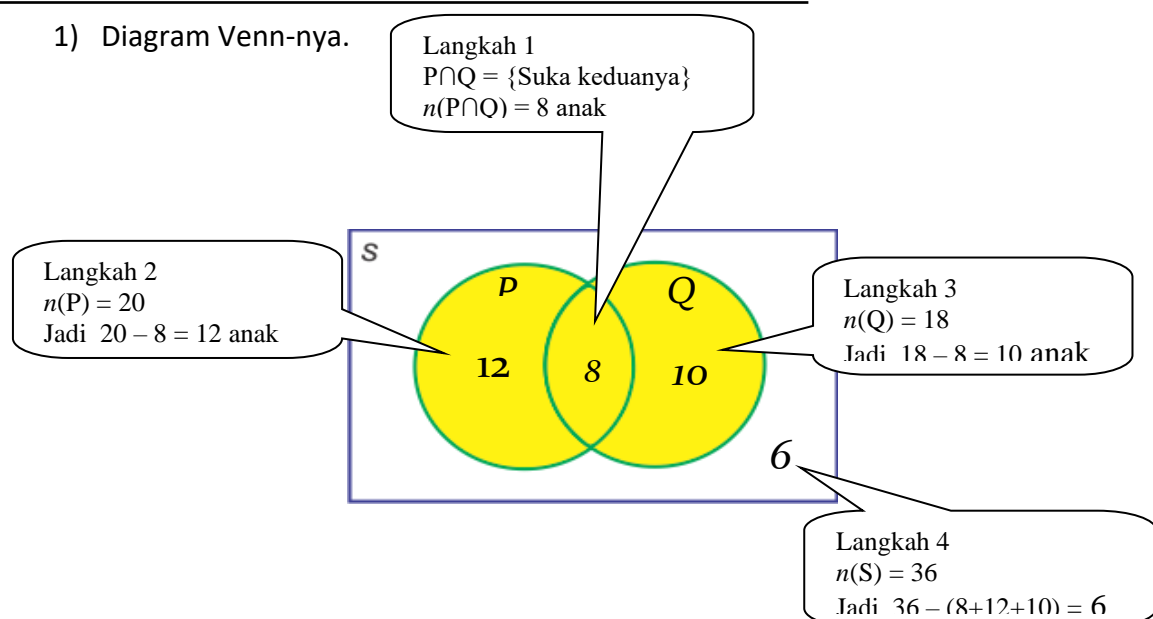 1) Diagram Venn-nya.
Langkah 1
P∩Q = {Suka keduanya}
n(P∩Q) = 8 anak
S
Langkah 2
n(P) = 20
Jadi 20 – 8 = 12 anak
P
Q
12
8
10
Langkah 3
n(Q) = 18
Jadi 18 – 8 = 10 anak
6
Langkah 4
n(S) = 36
Jadi 36 – (8+12+10) = 6